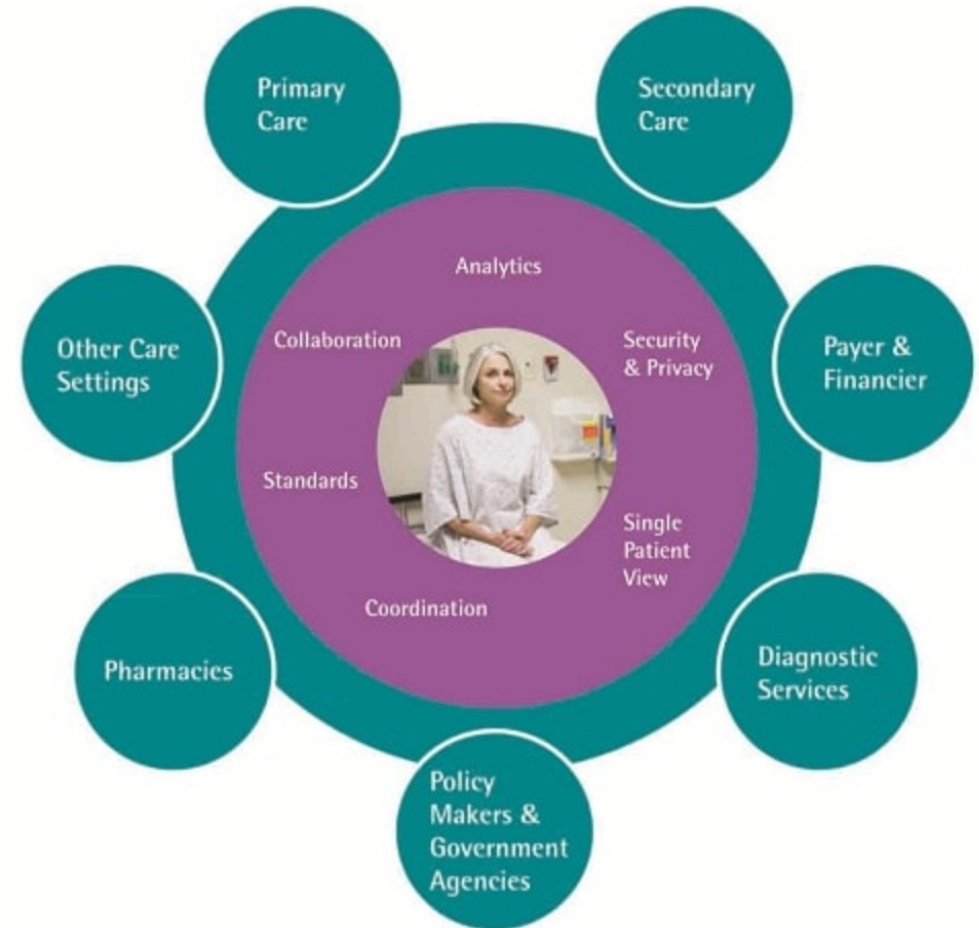 Primary
Care
Secondary
Care
Analytics
Collaboration
Security
& Privacy
Other Care
Settings
Payer &
Financier
Standards
Single
Patient
View
Coordination
Pharmacies
Diagnostic
Services
Policy
Makers &
Government
Agencies